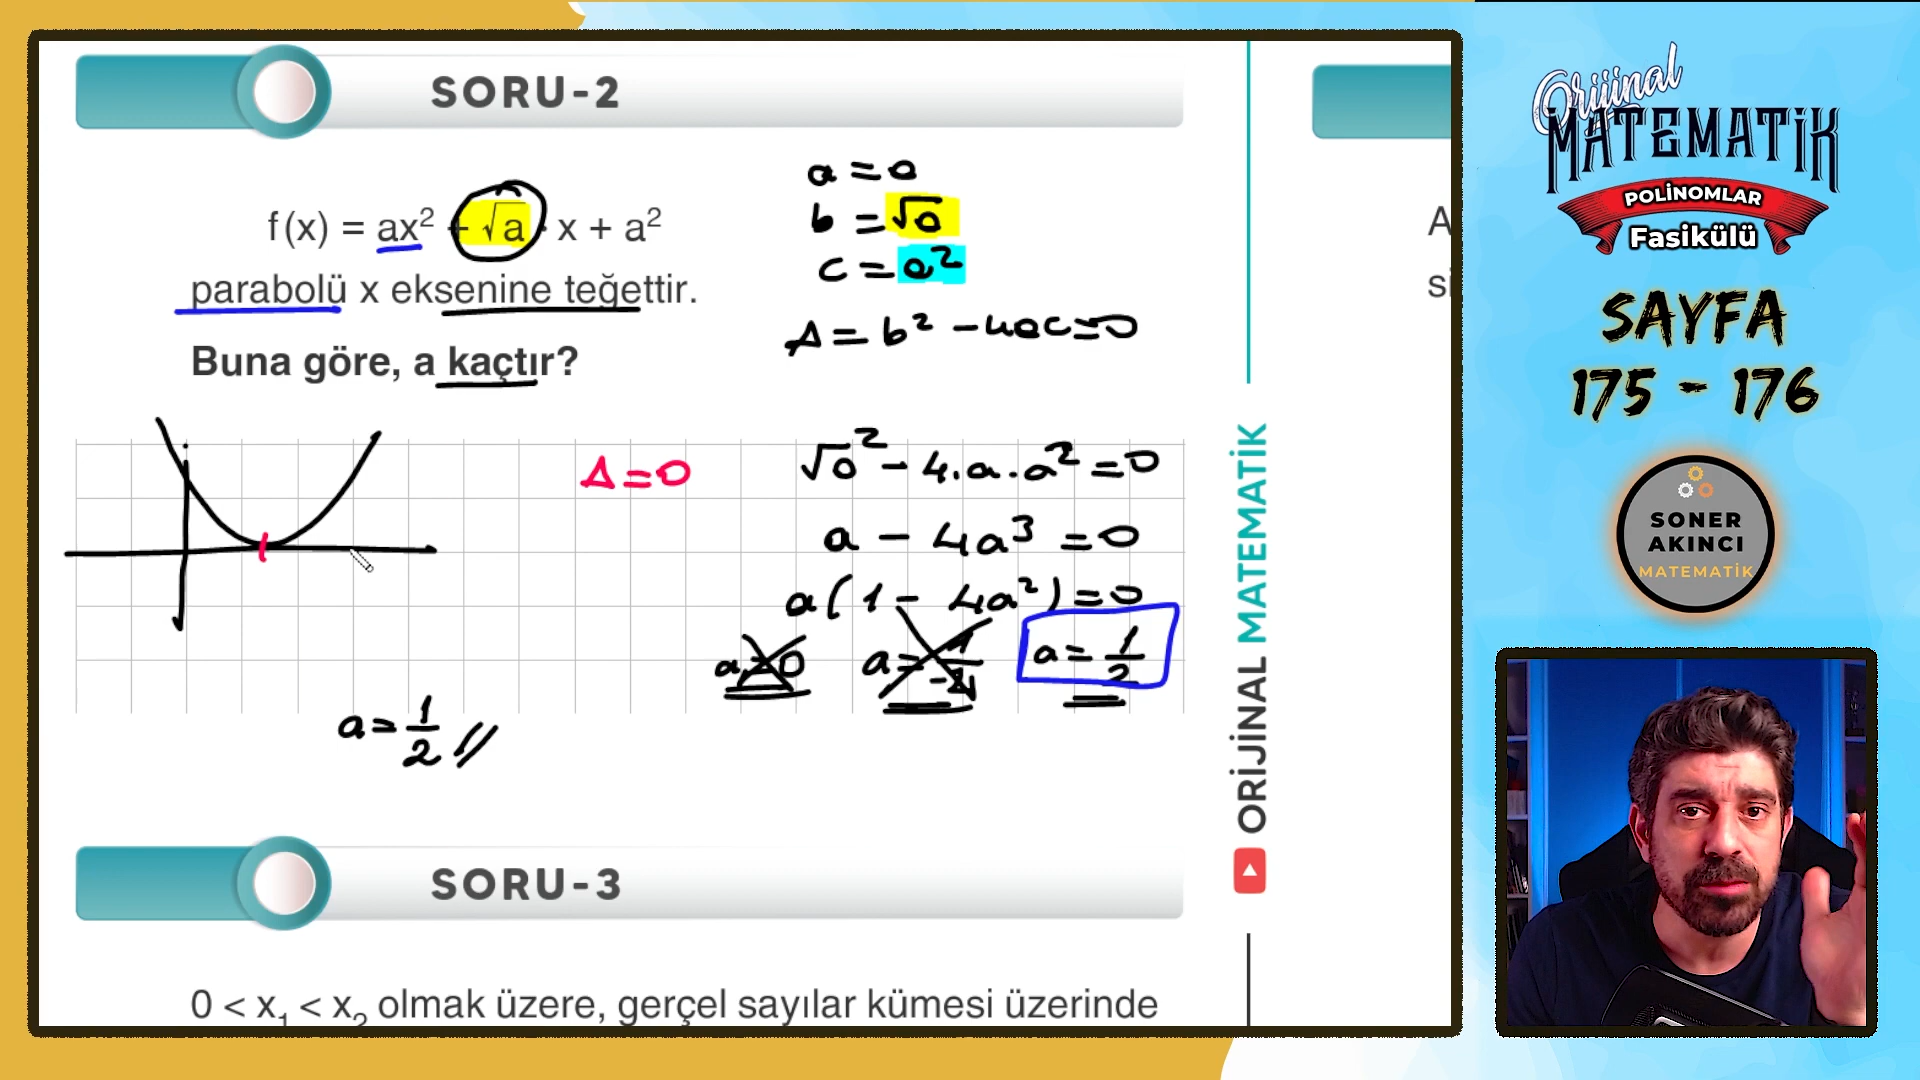 SORU-2
f(x) = ax² + √a · x + a²
parabolü x eksenine teğettir.
Buna göre, a kaçtır?
a = a
b = √a
c = a²
Δ = b² - 4ac = 0
Δ = 0
√a² - 4.a.a² = 0
a - 4a³ = 0
a(1 - 4a²) = 0
a = 0
a = 1/-2
a = 1/2
a = 1/2 //
SORU-3
0 < x₁ < x₂ olmak üzere, gerçel sayılar kümesi üzerinde
ORİJİNAL MATEMATİK
A
si
Orijinal
MATEMATİK
POLİNOMLAR
Fasikülü
SAYFA
175 - 176
SONER
AKINCI
MATEMATİK